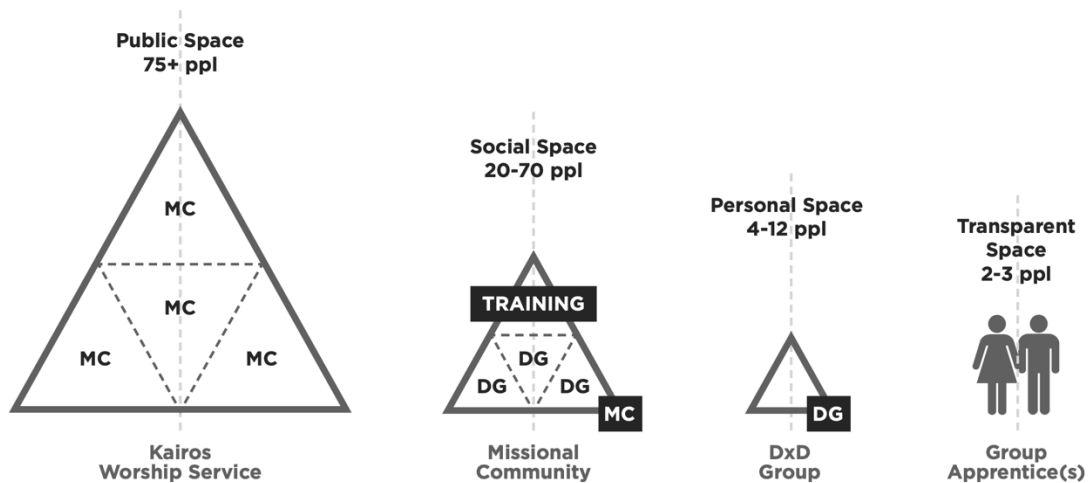 Public Space
75+ ppl
MC
MC
MC
MC
Kairos
Worship Service
Social Space
20-70 ppl
TRAINING
DG
DG
DG
MC
Missional
Community
Personal Space
4-12 ppl
DG
DxD
Group
Transparent
Space
2-3 ppl
Group
Apprentice(s)